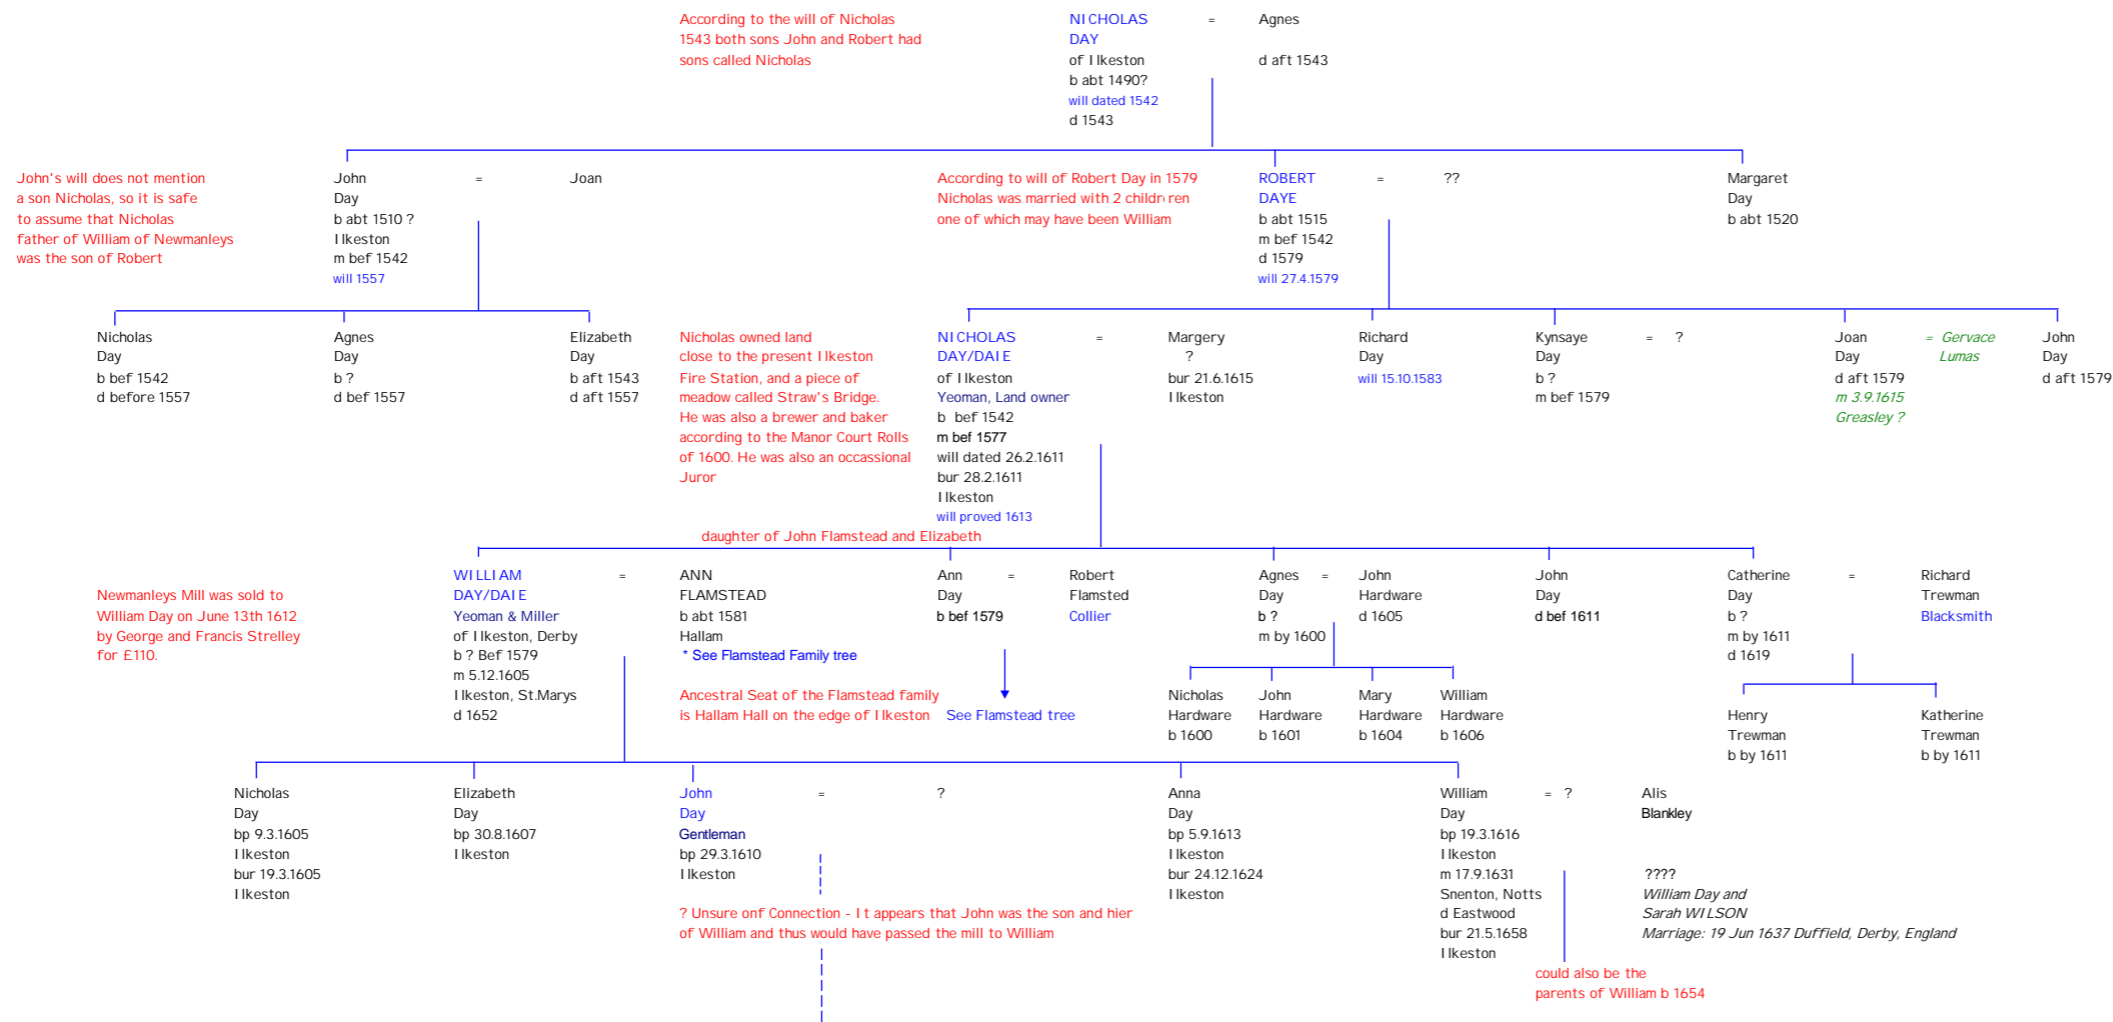 According to the will of Nicholas
1543 both sons John and Robert had
sons called Nicholas
NICHOLAS = Agnes
DAY
of Ilkeston d aft 1543
b abt 1490?
will dated 1542
d 1543
John's will does not mention
a son Nicholas, so it is safe
to assume that Nicholas
father of William of Newmanleys
was the son of Robert
John = Joan
Day
b abt 1510 ?
Ilkeston
m bef 1542
will 1557
According to will of Robert Day in 1579
Nicholas was married with 2 children
one of which may have been William
ROBERT = ??
DAYE
b abt 1515
m bef 1542
d 1579
will 27.4.1579
Margaret
Day
b abt 1520
Nicholas
Day
b bef 1542
d before 1557
Agnes
Day
b ?
d bef 1557
Elizabeth
Day
b aft 1543
d aft 1557
Nicholas owned land
close to the present Ilkeston
Fire Station, and a piece of
meadow called Straw's Bridge.
He was also a brewer and baker
according to the Manor Court Rolls
of 1600. He was also an occassional
Juror
NICHOLAS =
DAY/DAIE
of Ilkeston
Yeoman, Land owner
b bef 1542
m bef 1577
will dated 26.2.1611
bur 28.2.1611
Ilkeston
will proved 1613
Margery
?
bur 21.6.1615
Ilkeston
Richard
Day
will 15.10.1583
Kynsaye = ?
Day
b ?
m bef 1579
Joan = Gervace
Day Lumas
d aft 1579
m 3.9.1615
Greasley ?
John
Day
d aft 1579
daughter of John Flamstead and Elizabeth
Newmanleys Mill was sold to
William Day on June 13th 1612
by George and Francis Strelley
for £110.
WILLIAM =
DAY/DAIE
Yeoman & Miller
of Ilkeston, Derby
b ? Bef 1579
m 5.12.1605
Ilkeston, St.Marys
d 1652
ANN
FLAMSTEAD
b abt 1581
Hallam
* See Flamstead Family tree
Ancestral Seat of the Flamstead family
is Hallam Hall on the edge of Ilkeston
Ann =
Day
b bef 1579
Robert
Flamsted
Collier
See Flamstead tree
Agnes =
Day
b ?
m by 1600
John
Hardware
d 1605
John
Day
d bef 1611
Catherine =
Day
b ?
m by 1611
d 1619
Richard
Trewman
Blacksmith
Nicholas
Hardware
b 1600
John
Hardware
b 1601
Mary
Hardware
b 1604
William
Hardware
b 1606
Henry
Trewman
b by 1611
Katherine
Trewman
b by 1611
Nicholas
Day
bp 9.3.1605
Ilkeston
bur 19.3.1605
Ilkeston
Elizabeth
Day
bp 30.8.1607
Ilkeston
John = ?
Day
Gentleman
bp 29.3.1610
Ilkeston
Anna
Day
bp 5.9.1613
Ilkeston
bur 24.12.1624
Ilkeston
William = ?
Day
bp 19.3.1616
Ilkeston
m 17.9.1631
Snenton, Notts
d Eastwood
bur 21.5.1658
Ilkeston
Alis
Blankley
????
William Day and
Sarah WILSON
Marriage: 19 Jun 1637 Duffield, Derby, England
? Unsure onf Connection - It appears that John was the son and hier
of William and thus would have passed the mill to William
could also be the
parents of William b 1654